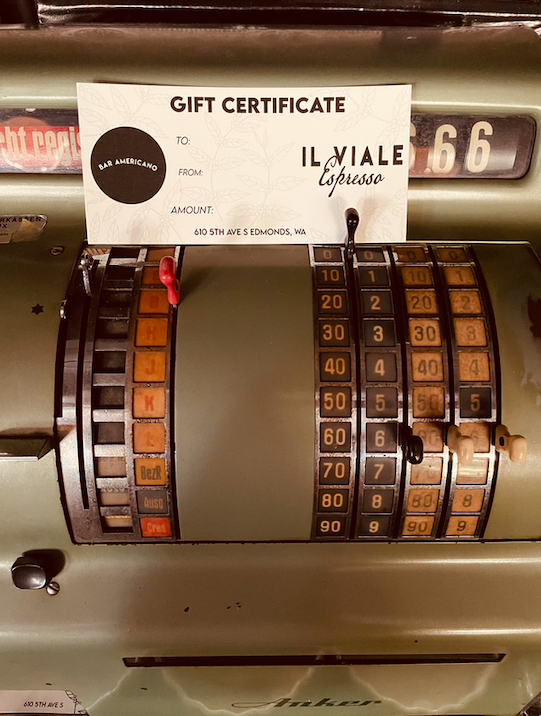 GIFT CERTIFICATE
BAR AMERICANO
TO:
FROM:
AMOUNT:
IL VIALE
Espresso
610 5TH AVE S EDMONDS, WA
.66
0 0 0 0
10 1 10 1
20 2 20 2
H 30 3 30 3
J 40 4 40 4
K 50 5 50 5
L 60 6 60 6
BezR 70 7 70 7
Ausg 80 8 80 8
Cred 90 9 90 9
Anker
610 5TH AVE S